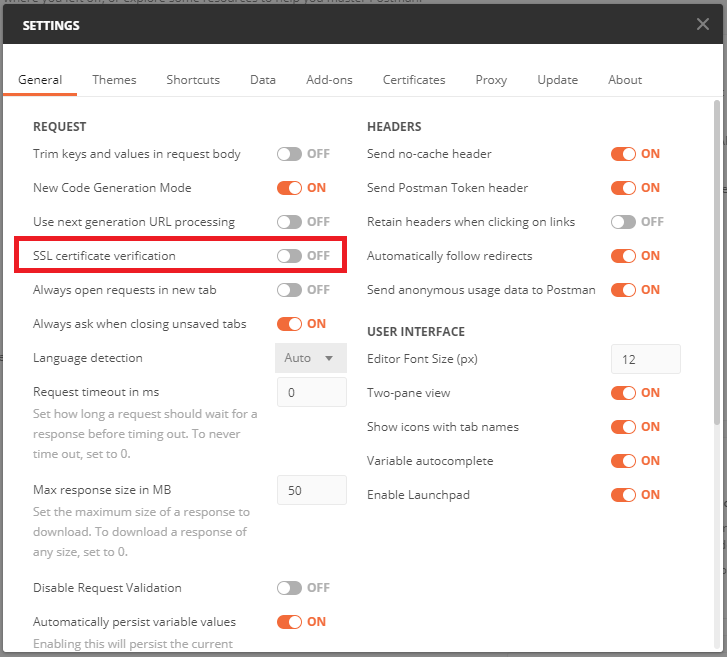 SETTINGS
General Themes Shortcuts Data Add-ons Certificates Proxy Update About
REQUEST
Trim keys and values in request body OFF
New Code Generation Mode ON
Use next generation URL processing OFF
SSL certificate verification OFF
Always open requests in new tab OFF
Always ask when closing unsaved tabs ON
Language detection Auto
Request timeout in ms 0
Set how long a request should wait for a
response before timing out. To never
time out, set to 0.
Max response size in MB 50
Set the maximum size of a response to
download. To download a response of
any size, set to 0.
Disable Request Validation OFF
Automatically persist variable values ON
Enabling this will persist the current
HEADERS
Send no-cache header ON
Send Postman Token header ON
Retain headers when clicking on links OFF
Automatically follow redirects ON
Send anonymous usage data to Postman ON
USER INTERFACE
Editor Font Size (px) 12
Two-pane view ON
Show icons with tab names ON
Variable autocomplete ON
Enable Launchpad ON